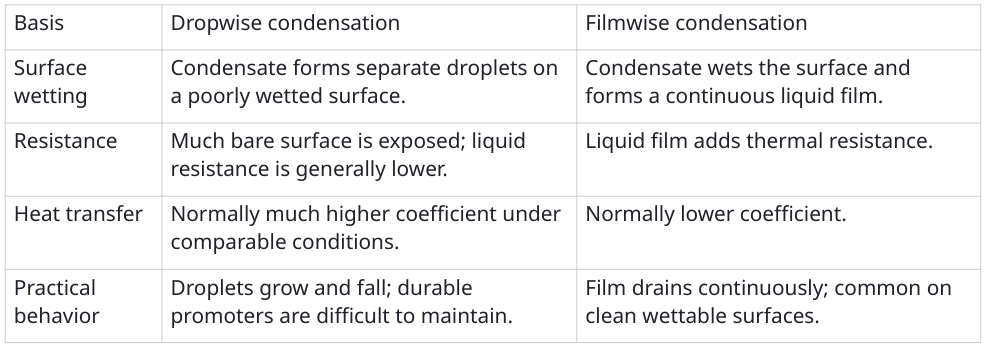 Basis
Dropwise condensation
Filmwise condensation
Surface
wetting
Condensate forms separate droplets on
a poorly wetted surface.
Condensate wets the surface and
forms a continuous liquid film.
Resistance
Much bare surface is exposed; liquid
resistance is generally lower.
Liquid film adds thermal resistance.
Heat transfer
Normally much higher coefficient under
comparable conditions.
Normally lower coefficient.
Practical
behavior
Droplets grow and fall; durable
promoters are difficult to maintain.
Film drains continuously; common on
clean wettable surfaces.